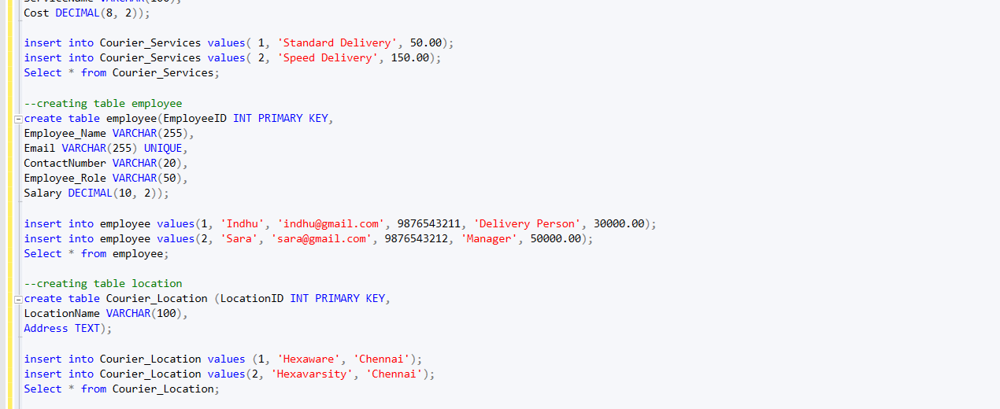 ServiceName VARCHAR(100),
Cost DECIMAL(8, 2));
insert into Courier_Services values( 1, 'Standard Delivery', 50.00);
insert into Courier_Services values( 2, 'Speed Delivery', 150.00);
Select * from Courier_Services;
--creating table employee
create table employee(EmployeeID INT PRIMARY KEY,
Employee_Name VARCHAR(255),
Email VARCHAR(255) UNIQUE,
ContactNumber VARCHAR(20),
Employee_Role VARCHAR(50),
Salary DECIMAL(10, 2));
insert into employee values(1, 'Indhu', 'indhu@gmail.com', 9876543211, 'Delivery Person', 30000.00);
insert into employee values(2, 'Sara', 'sara@gmail.com', 9876543212, 'Manager', 50000.00);
Select * from employee;
--creating table location
create table Courier_Location (LocationID INT PRIMARY KEY,
LocationName VARCHAR(100),
Address TEXT);
insert into Courier_Location values (1, 'Hexaware', 'Chennai');
insert into Courier_Location values(2, 'Hexavarsity', 'Chennai');
Select * from Courier_Location;